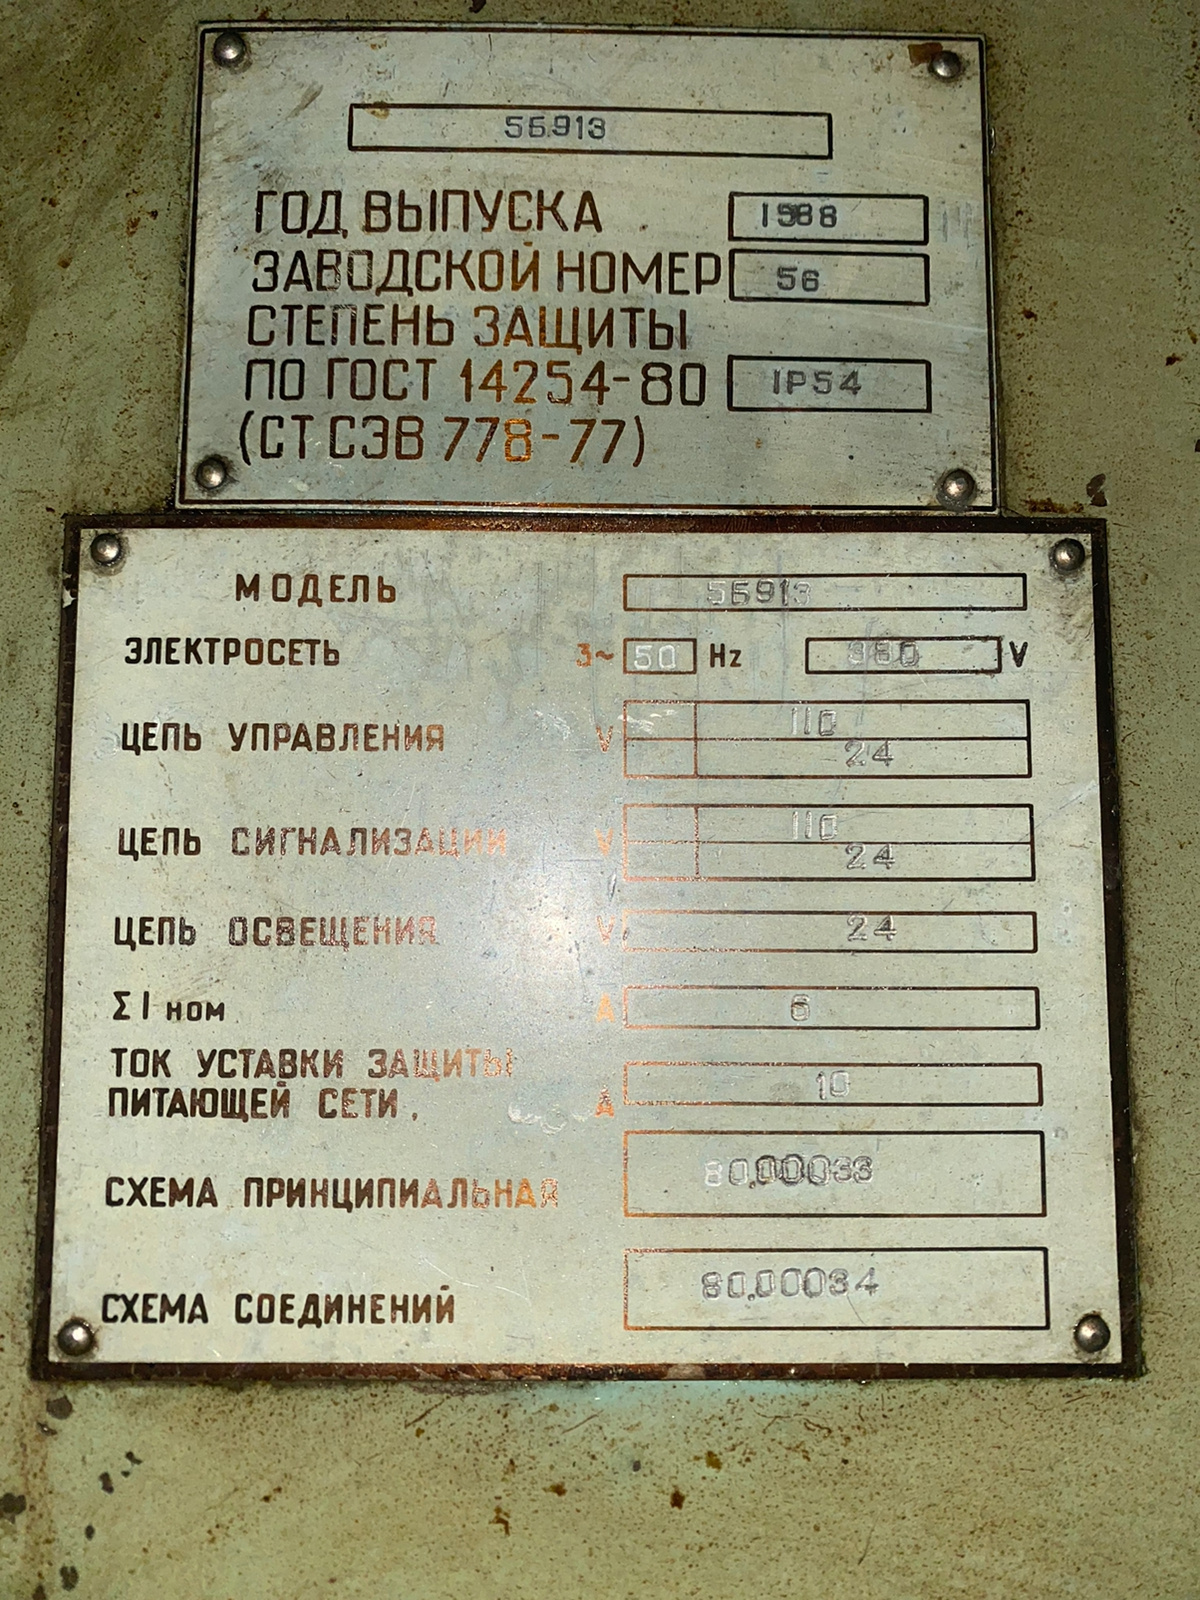 5Б913
ГОД ВЫПУСКА 1988
ЗАВОДСКОЙ НОМЕР 56
СТЕПЕНЬ ЗАЩИТЫ
ПО ГОСТ 14254-80 IP54
(СТ СЭВ 778-77)
МОДЕЛЬ 5Б913
ЭЛЕКТРОСЕТЬ 3~ 50 Hz 380 V
ЦЕПЬ УПРАВЛЕНИЯ V 110
24
ЦЕПЬ СИГНАЛИЗАЦИИ V 110
24
ЦЕПЬ ОСВЕЩЕНИЯ V 24
Σ I ном А 6
ТОК УСТАВКИ ЗАЩИТЫ
ПИТАЮЩЕЙ СЕТИ. А 10
СХЕМА ПРИНЦИПИАЛЬНАЯ 80.00033
СХЕМА СОЕДИНЕНИЙ 80.00034